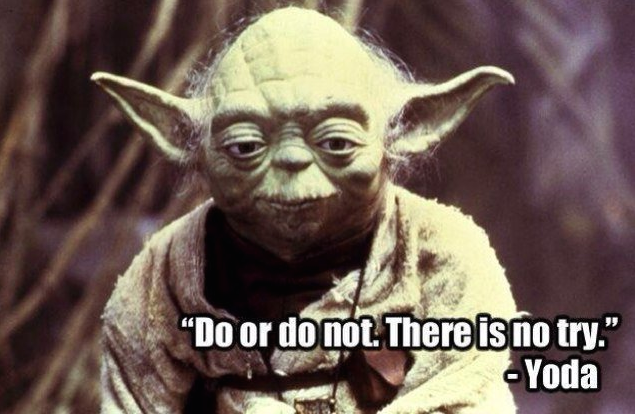 “Do or do not. There is no try.”
- Yoda